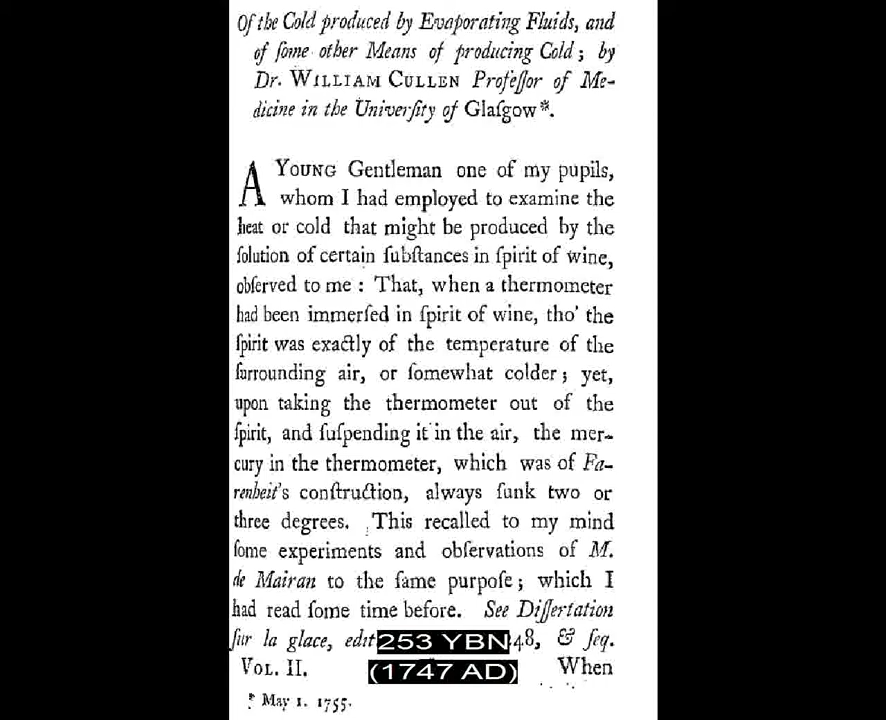 Of the Cold produced by Evaporating Fluids, and
of ſome other Means of producing Cold; by
Dr. WILLIAM CULLEN Profeſſor of Me-
dicine in the Univerſity of Glaſgow*.
A YOUNG Gentleman one of my pupils,
whom I had employed to examine the
heat or cold that might be produced by the
ſolution of certain ſubſtances in ſpirit of wine,
obſerved to me : That, when a thermometer
had been immerſed in ſpirit of wine, tho' the
ſpirit was exactly of the temperature of the
ſurrounding air, or ſomewhat colder; yet,
upon taking the thermometer out of the
ſpirit, and ſuſpending it in the air, the mer-
cury in the thermometer, which was of Fa-
renheit's conſtruction, always ſunk two or
three degrees. This recalled to my mind
ſome experiments and obſervations of M.
de Mairan to the ſame purpoſe; which I
had read ſome time before. See Diſſertation
ſur la glace, edit 253 YBN 48, & ſeq.
VOL. II. (1747 AD) When
* May 1. 1755.